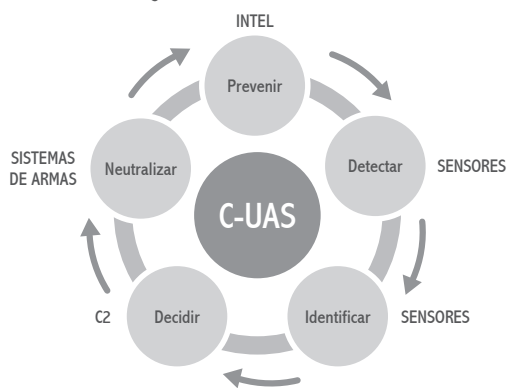 INTEL
Prevenir
Detectar
SENSORES
Identificar
SENSORES
Decidir
C2
Neutralizar
SISTEMAS
DE ARMAS
C-UAS